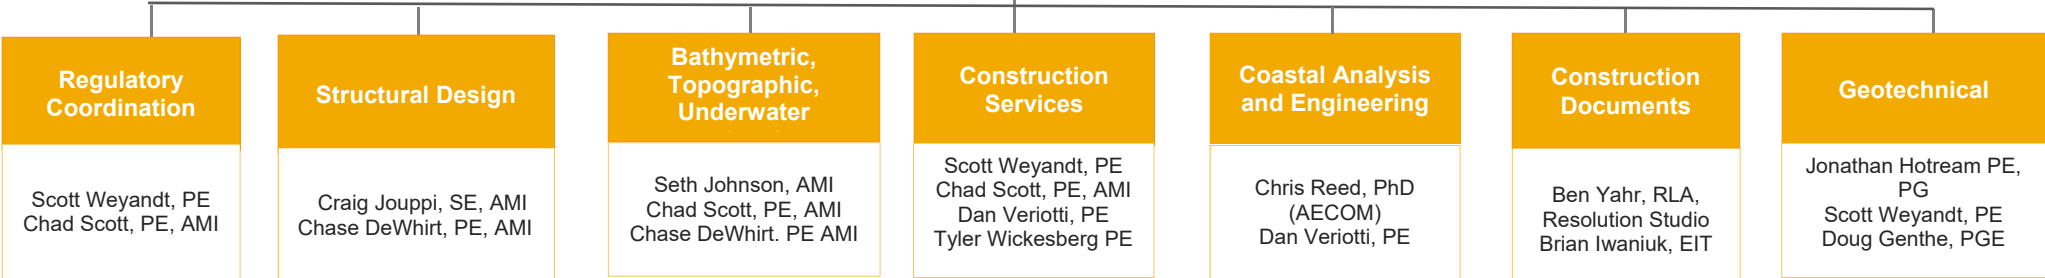 Regulatory
Coordination
Scott Weyandt, PE
Chad Scott, PE, AMI
Structural Design
Craig Jouppi, SE, AMI
Chase DeWhirt, PE, AMI
Bathymetric,
Topographic,
Underwater
Seth Johnson, AMI
Chad Scott, PE, AMI
Chase DeWhirt. PE AMI
Construction
Services
Scott Weyandt, PE
Chad Scott, PE, AMI
Dan Veriotti, PE
Tyler Wickesberg PE
Coastal Analysis
and Engineering
Chris Reed, PhD
(AECOM)
Dan Veriotti, PE
Construction
Documents
Ben Yahr, RLA,
Resolution Studio
Brian Iwaniuk, EIT
Geotechnical
Jonathan Hotream PE,
PG
Scott Weyandt, PE
Doug Genthe, PGE